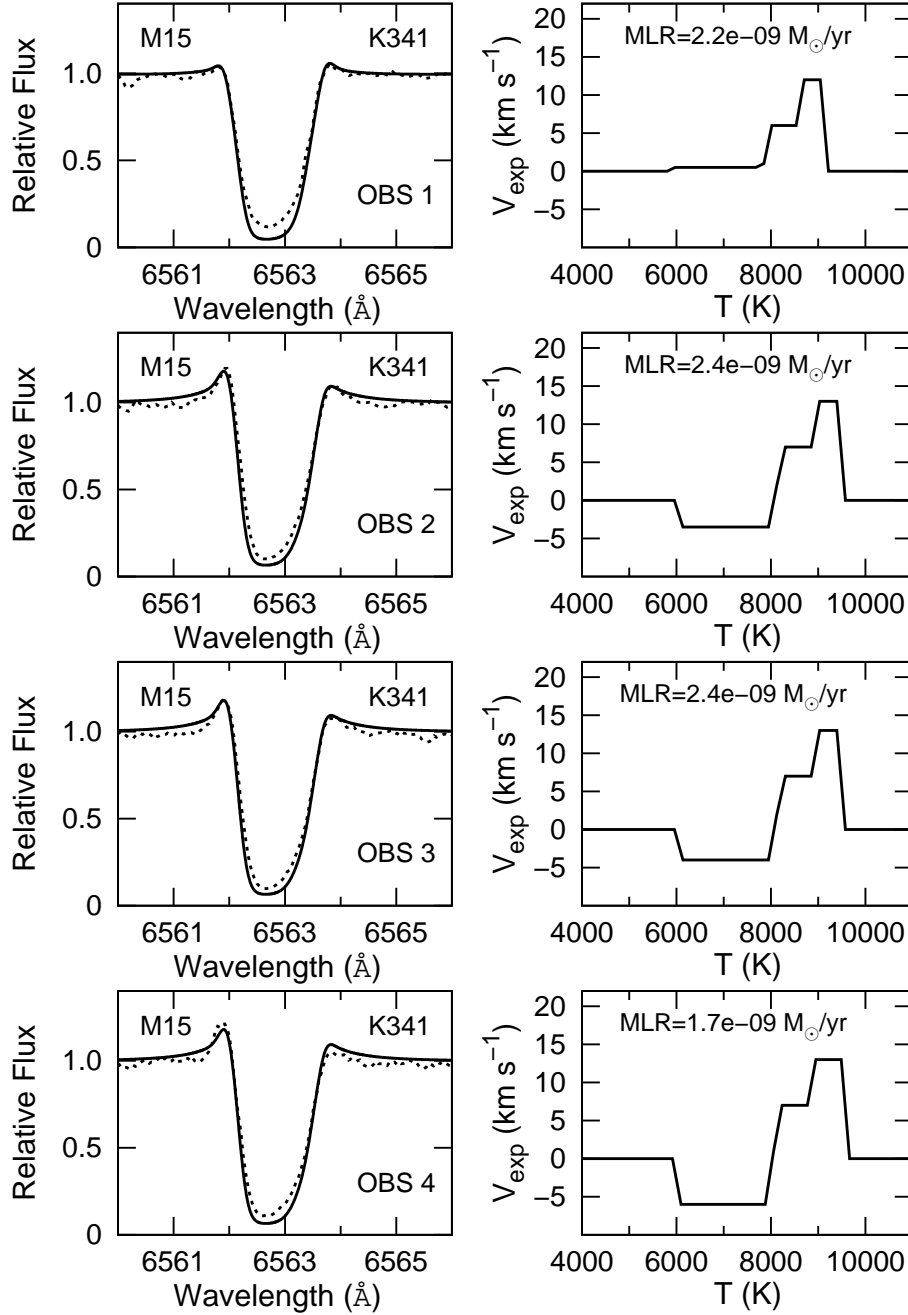 M15 K341
Relative Flux
1.0
0.5
0
OBS 1
6561 6563 6565
Wavelength (Å)
MLR=2.2e−09 M☉/yr
V_exp (km s⁻¹)
20
15
10
5
0
−5
4000 6000 8000 10000
T (K)
M15 K341
Relative Flux
1.0
0.5
0
OBS 2
6561 6563 6565
Wavelength (Å)
MLR=2.4e−09 M☉/yr
V_exp (km s⁻¹)
20
15
10
5
0
−5
4000 6000 8000 10000
T (K)
M15 K341
Relative Flux
1.0
0.5
0
OBS 3
6561 6563 6565
Wavelength (Å)
MLR=2.4e−09 M☉/yr
V_exp (km s⁻¹)
20
15
10
5
0
−5
4000 6000 8000 10000
T (K)
M15 K341
Relative Flux
1.0
0.5
0
OBS 4
6561 6563 6565
Wavelength (Å)
MLR=1.7e−09 M☉/yr
V_exp (km s⁻¹)
20
15
10
5
0
−5
4000 6000 8000 10000
T (K)